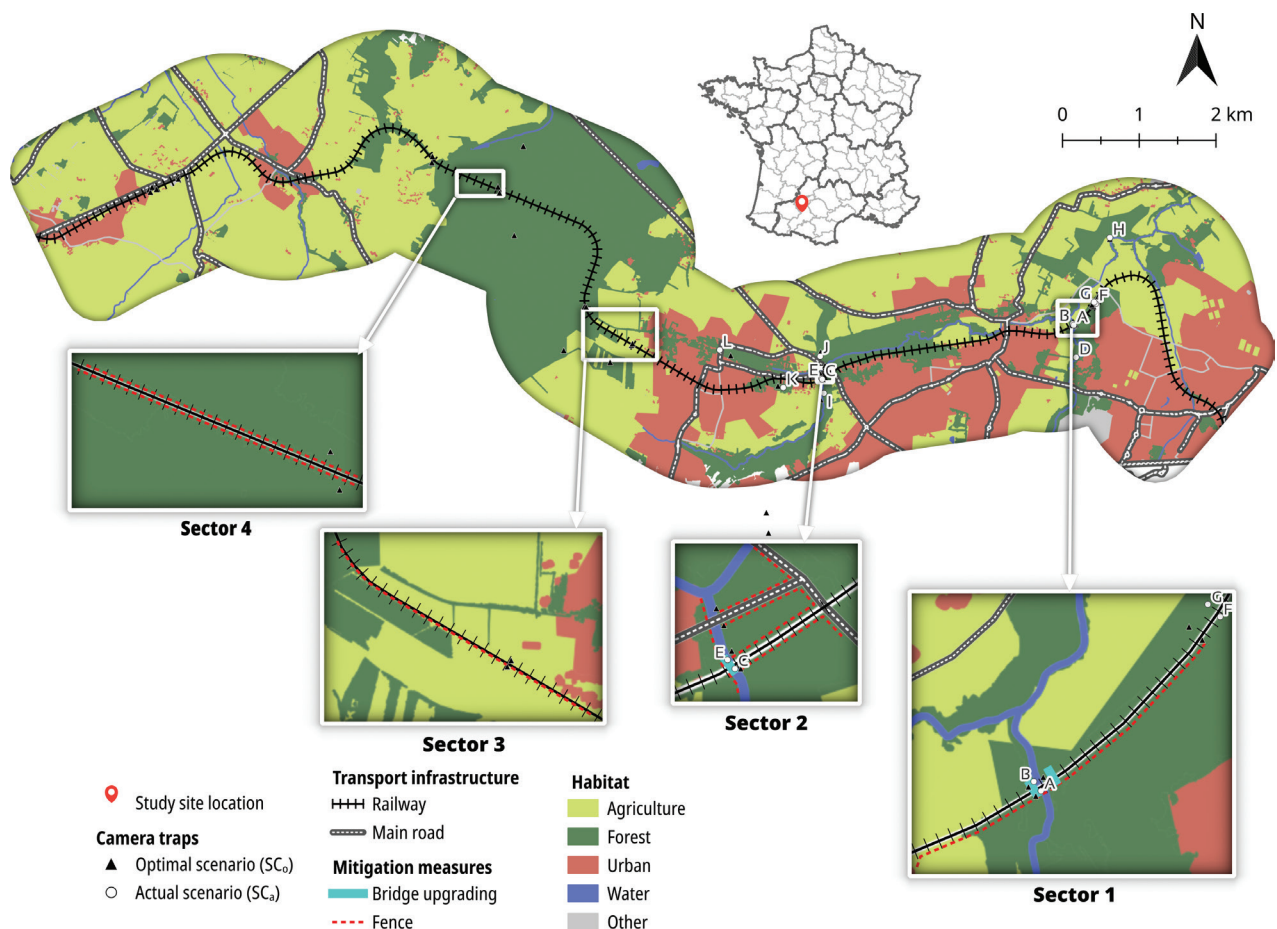 N
0 2 km
H
G
F
B
A
D
L
J
E
C
K
I
Sector 4
Sector 3
E
C
Sector 2
G
F
B
A
Sector 1
Study site location
Camera traps
Optimal scenario (SCₒ)
Actual scenario (SCₐ)
Transport infrastructure
Railway
Main road
Mitigation measures
Bridge upgrading
Fence
Habitat
Agriculture
Forest
Urban
Water
Other